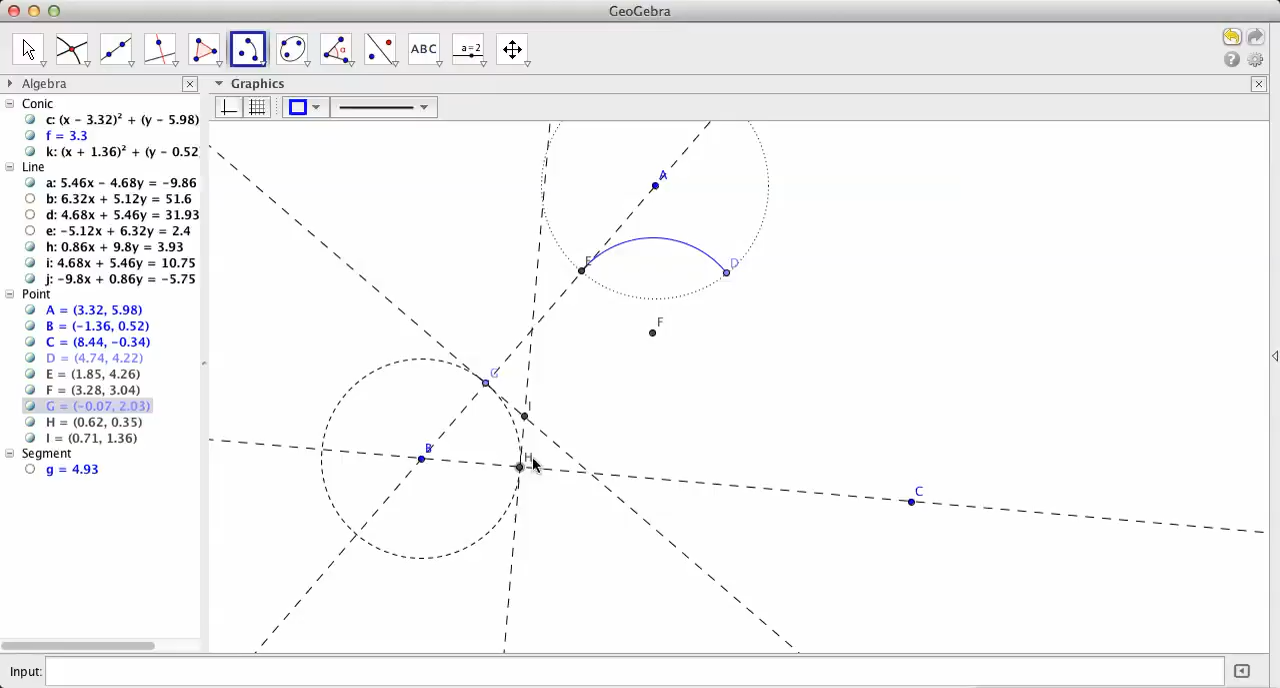 GeoGebra
ABC
α
a=2
Algebra
Graphics
Conic
c: (x - 3.32)² + (y - 5.98)
f = 3.3
k: (x + 1.36)² + (y - 0.52
Line
a: 5.46x - 4.68y = -9.86
b: 6.32x + 5.12y = 51.6
d: 4.68x + 5.46y = 31.93
e: -5.12x + 6.32y = 2.4
h: 0.86x + 9.8y = 3.93
i: 4.68x + 5.46y = 10.75
j: -9.8x + 0.86y = -5.75
Point
A = (3.32, 5.98)
B = (-1.36, 0.52)
C = (8.44, -0.34)
D = (4.74, 4.22)
E = (1.85, 4.26)
F = (3.28, 3.04)
G = (-0.07, 2.03)
H = (0.62, 0.35)
I = (0.71, 1.36)
Segment
g = 4.93
A
E
D
F
G
I
B
H
C
Input: